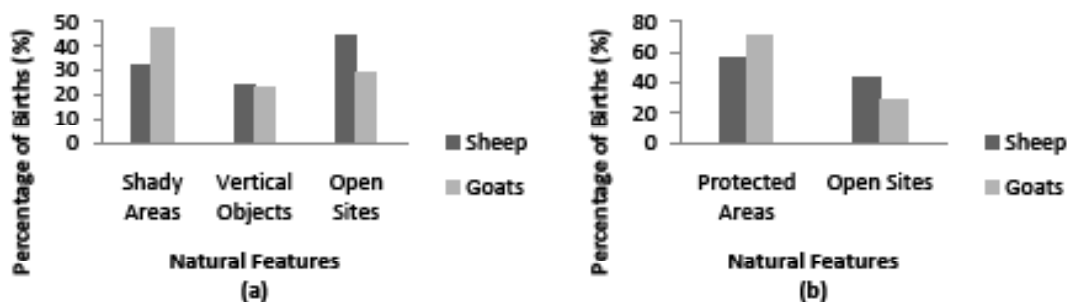 Percentage of Births (%)
50
40
30
20
10
0
Shady Areas
Vertical Objects
Open Sites
Sheep
Goats
Natural Features
(a)
Percentage of Births (%)
80
60
40
20
0
Protected Areas
Open Sites
Sheep
Goats
Natural Features
(b)